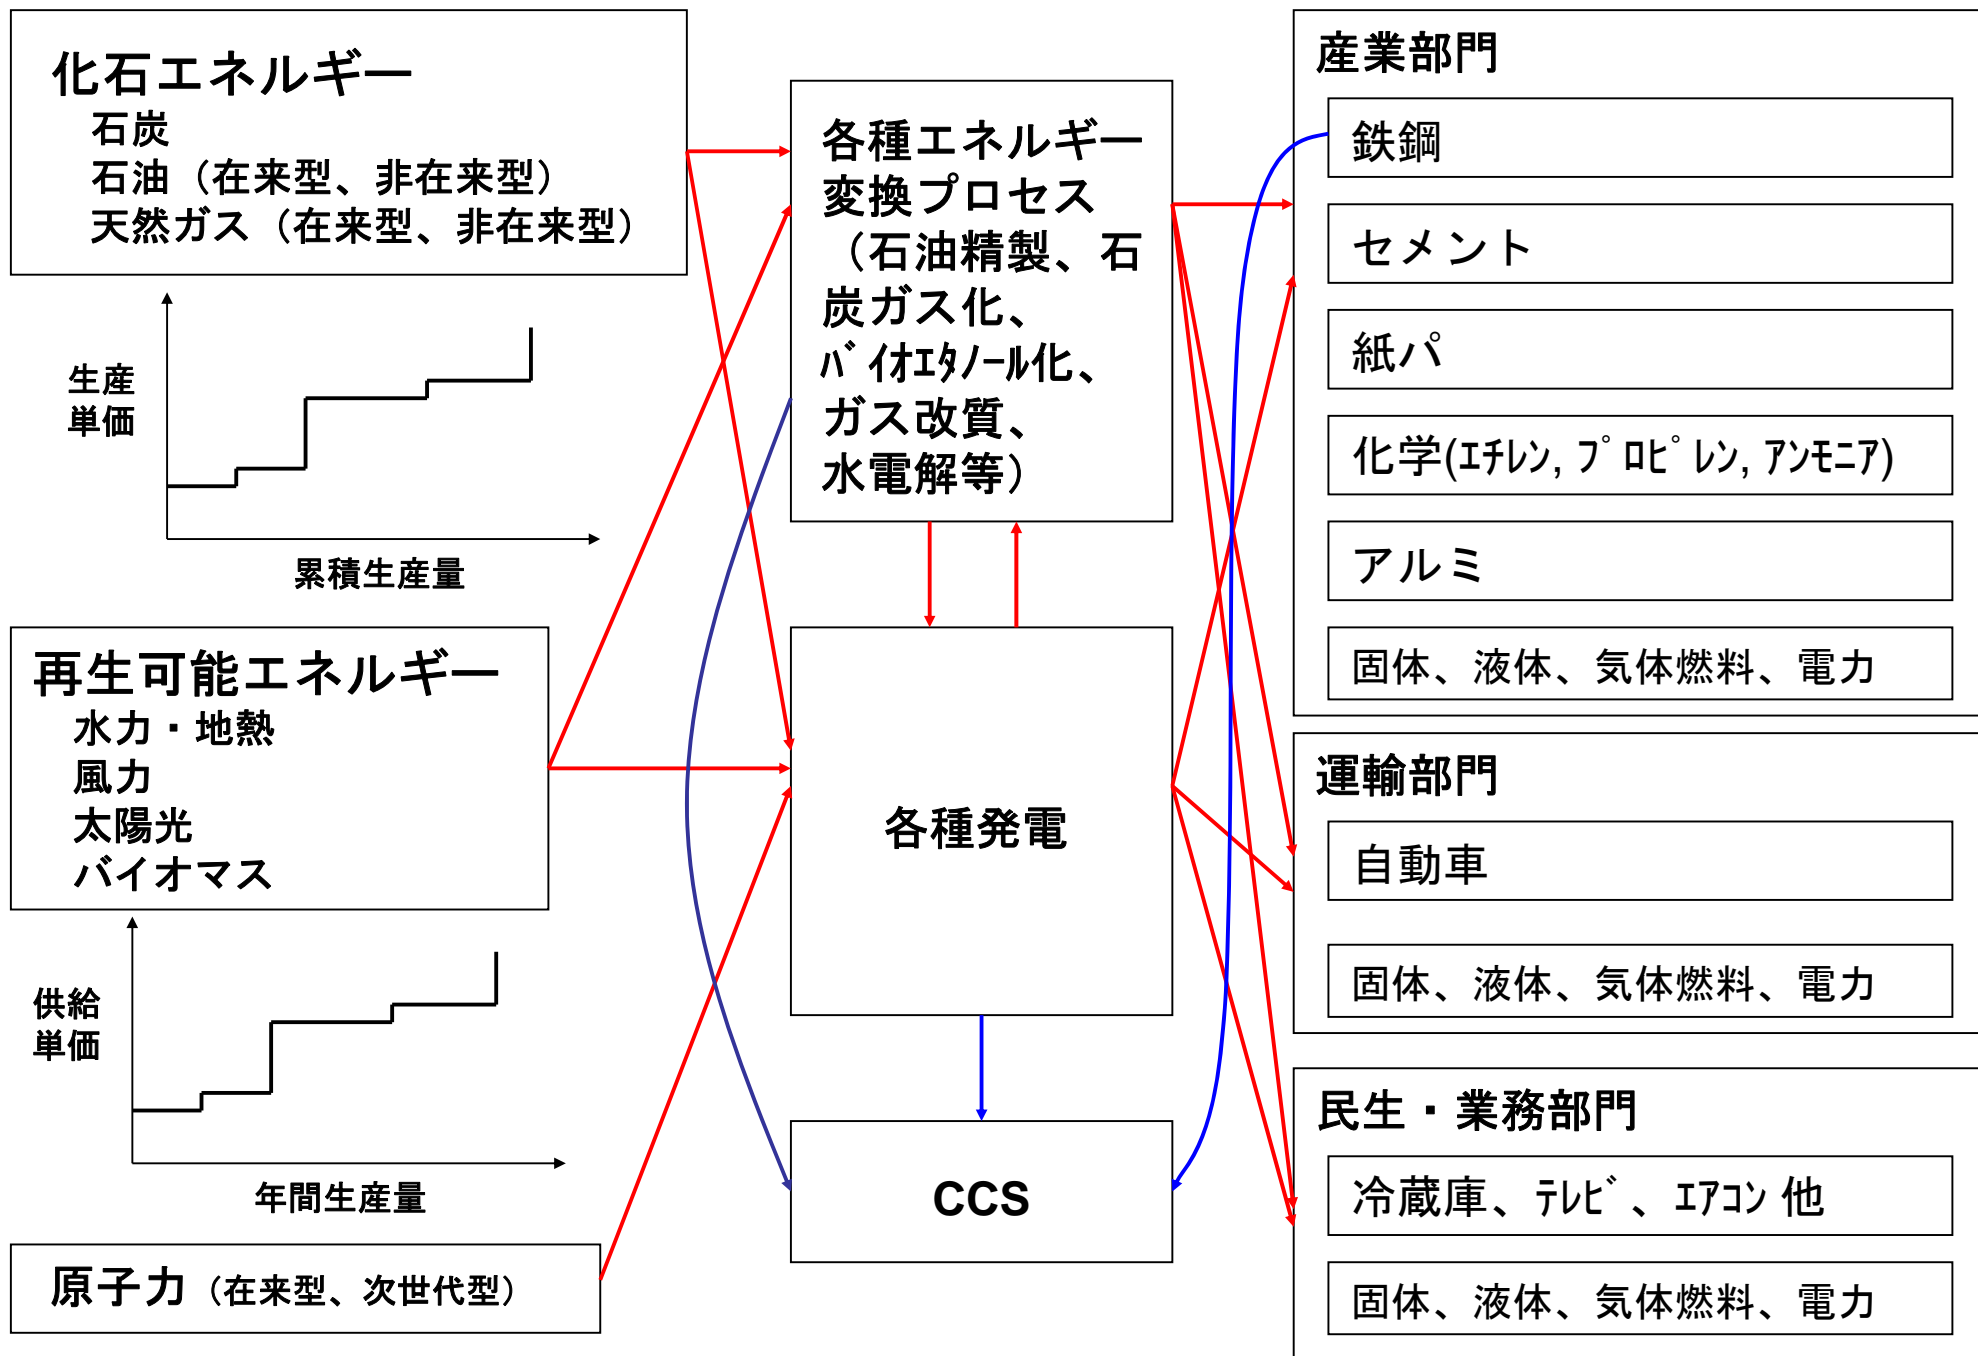 化石エネルギー
石炭
石油（在来型、非在来型）
天然ガス（在来型、非在来型）
生産
単価
累積生産量
再生可能エネルギー
水力・地熱
風力
太陽光
バイオマス
供給
単価
年間生産量
原子力（在来型、次世代型）
各種エネルギー
変換プロセス
（石油精製、石
炭ガス化、
ﾊﾞｲｵｴﾀﾉｰﾙ化、
ガス改質、
水電解等）
各種発電
CCS
産業部門
鉄鋼
セメント
紙パ
化学(ｴﾁﾚﾝ, ﾌﾟﾛﾋﾟﾚﾝ, ｱﾝﾓﾆｱ)
アルミ
固体、液体、気体燃料、電力
運輸部門
自動車
固体、液体、気体燃料、電力
民生・業務部門
冷蔵庫、ﾃﾚﾋﾞ、ｴｱｺﾝ 他
固体、液体、気体燃料、電力